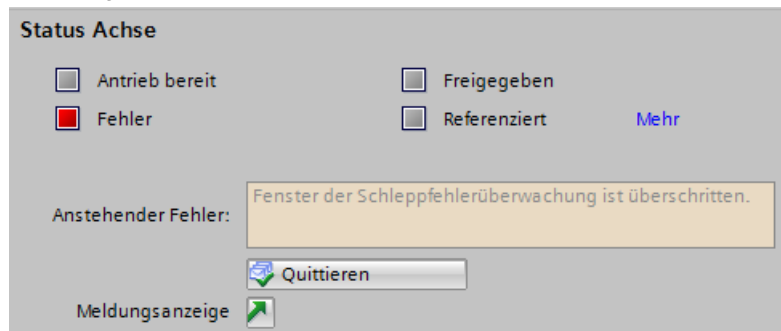 Status Achse
Antrieb bereit
Freigegeben
Fehler
Referenziert
Mehr
Anstehender Fehler:
Fenster der Schleppfehlerüberwachung ist überschritten.
Quittieren
Meldungsanzeige